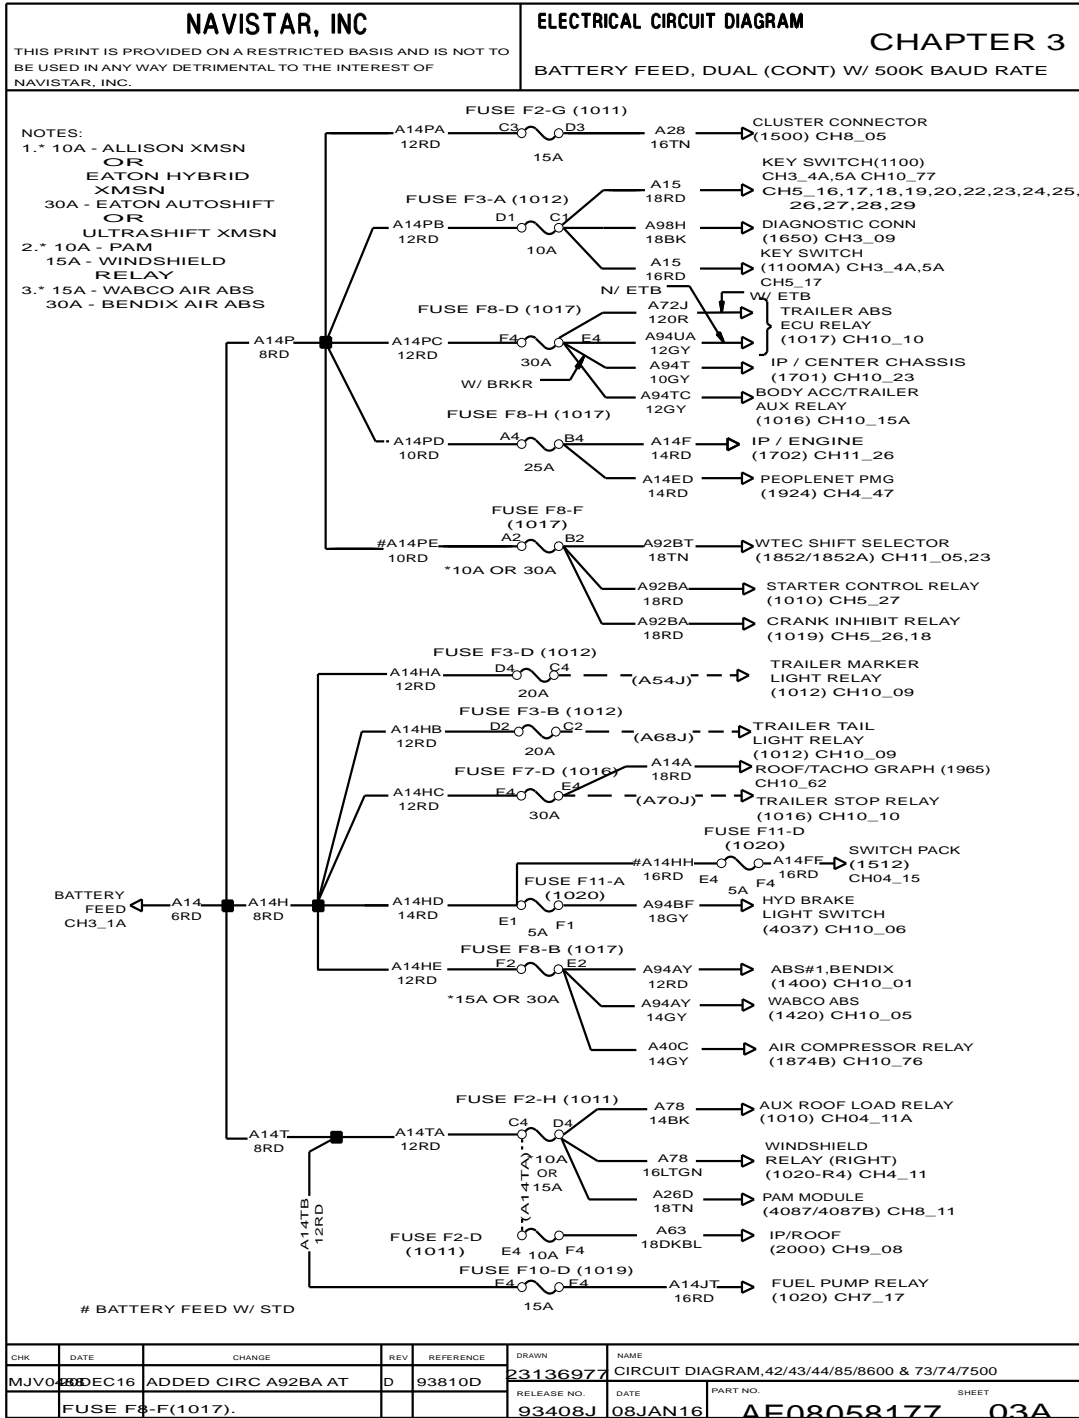 NAVISTAR, INC
THIS PRINT IS PROVIDED ON A RESTRICTED BASIS AND IS NOT TO
BE USED IN ANY WAY DETRIMENTAL TO THE INTEREST OF
NAVISTAR, INC.
ELECTRICAL CIRCUIT DIAGRAM
CHAPTER 3
BATTERY FEED, DUAL (CONT) W/ 500K BAUD RATE
NOTES:
1.* 10A - ALLISON XMSN
OR
EATON HYBRID
XMSN
30A - EATON AUTOSHIFT
OR
ULTRASHIFT XMSN
2.* 10A - PAM
15A - WINDSHIELD
RELAY
3.* 15A - WABCO AIR ABS
30A - BENDIX AIR ABS
FUSE F2-G (1011)
A14PA
12RD
C3
D3
15A
A28
16TN
CLUSTER CONNECTOR
(1500) CH8_05
FUSE F3-A (1012)
A14PB
12RD
D1
C1
10A
A15
18RD
KEY SWITCH(1100)
CH3_4A,5A CH10_77
CH5_16,17,18,19,20,22,23,24,25,
26,27,28,29
A98H
18BK
DIAGNOSTIC CONN
(1650) CH3_09
A15
16RD
KEY SWITCH
(1100MA) CH3_4A,5A
CH5_17
N/ ETB
W/ ETB
FUSE F8-D (1017)
A14P
8RD
A14PC
12RD
F4
E4
30A
W/ BRKR
A72J
120R
A94UA
12GY
TRAILER ABS
ECU RELAY
(1017) CH10_10
A94T
10GY
IP / CENTER CHASSIS
(1701) CH10_23
A94TC
12GY
BODY ACC/TRAILER
AUX RELAY
(1016) CH10_15A
FUSE F8-H (1017)
A14PD
10RD
A4
B4
25A
A14F
14RD
IP / ENGINE
(1702) CH11_26
A14ED
14RD
PEOPLENET PMG
(1924) CH4_47
FUSE F8-F
(1017)
#A14PE
10RD
A2
B2
*10A OR 30A
A92BT
18TN
WTEC SHIFT SELECTOR
(1852/1852A) CH11_05,23
A92BA
18RD
STARTER CONTROL RELAY
(1010) CH5_27
A92BA
18RD
CRANK INHIBIT RELAY
(1019) CH5_26,18
FUSE F3-D (1012)
A14HA
12RD
D4
C4
20A
(A54J)
TRAILER MARKER
LIGHT RELAY
(1012) CH10_09
FUSE F3-B (1012)
A14HB
12RD
D2
C2
20A
(A68J)
TRAILER TAIL
LIGHT RELAY
(1012) CH10_09
FUSE F7-D (1016)
A14HC
12RD
F4
E4
30A
A14A
18RD
ROOF/TACHO GRAPH (1965)
CH10_62
(A70J)
TRAILER STOP RELAY
(1016) CH10_10
FUSE F11-D
(1020)
#A14HH
16RD
E4
5A
F4
A14FF
16RD
SWITCH PACK
(1512)
CH04_15
BATTERY
FEED
CH3_1A
A14
6RD
A14H
8RD
A14HD
14RD
FUSE F11-A
(1020)
E1
5A
F1
A94BF
18GY
HYD BRAKE
LIGHT SWITCH
(4037) CH10_06
FUSE F8-B (1017)
A14HE
12RD
F2
E2
*15A OR 30A
A94AY
12RD
ABS#1,BENDIX
(1400) CH10_01
A94AY
14GY
WABCO ABS
(1420) CH10_05
A40C
14GY
AIR COMPRESSOR RELAY
(1874B) CH10_76
FUSE F2-H (1011)
A14T
8RD
A14TA
12RD
C4
D4
*10A
OR
15A
(A14TA)
A78
14BK
AUX ROOF LOAD RELAY
(1010) CH04_11A
A78
16LTGN
WINDSHIELD
RELAY (RIGHT)
(1020-R4) CH4_11
A26D
18TN
PAM MODULE
(4087/4087B) CH8_11
A14TB
12RD
FUSE F2-D
(1011)
E4
10A
F4
A63
18DKBL
IP/ROOF
(2000) CH9_08
FUSE F10-D (1019)
E4
F4
15A
A14JT
16RD
FUEL PUMP RELAY
(1020) CH7_17
# BATTERY FEED W/ STD
CHK DATE CHANGE REV REFERENCE DRAWN NAME
DEC16 ADDED CIRC A92BA AT D 93810D 23136977 CIRCUIT DIAGRAM,42/43/44/85/8600 & 73/74/7500
RELEASE NO. DATE PART NO. SHEET
FUSE F8-F(1017). 93408J 08JAN16 AE08058177 03A